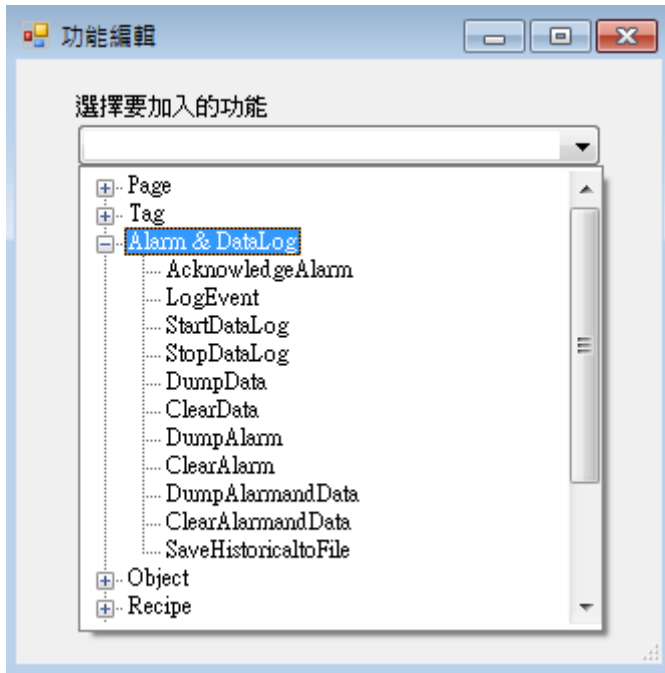 功能編輯
選擇要加入的功能
Page
Tag
Alarm & DataLog
AcknowledgeAlarm
LogEvent
StartDataLog
StopDataLog
DumpData
ClearData
DumpAlarm
ClearAlarm
DumpAlarmandData
ClearAlarmandData
SaveHistoricaltoFile
Object
Recipe